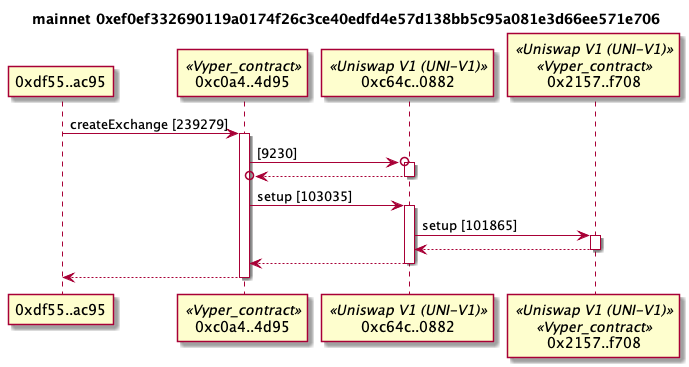 mainnet 0xef0ef332690119a0174f26c3ce40edfd4e57d138bb5c95a081e3d66ee571e706
0xdf55..ac95
«Vyper_contract»
0xc0a4..4d95
«Uniswap V1 (UNI-V1)»
0xc64c..0882
«Uniswap V1 (UNI-V1)»
«Vyper_contract»
0x2157..f708
createExchange [239279]
[9230]
setup [103035]
setup [101865]
0xdf55..ac95
«Vyper_contract»
0xc0a4..4d95
«Uniswap V1 (UNI-V1)»
0xc64c..0882
«Uniswap V1 (UNI-V1)»
«Vyper_contract»
0x2157..f708